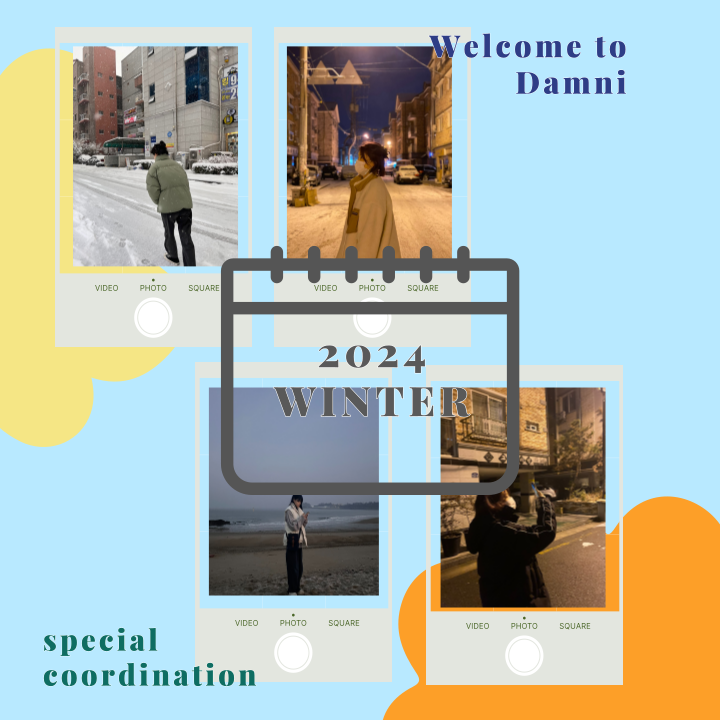 Welcome to
Damni
VIDEO PHOTO SQUARE
VIDEO PHOTO SQUARE
2024
WINTER
VIDEO PHOTO SQUARE
VIDEO PHOTO SQUARE
special
coordination